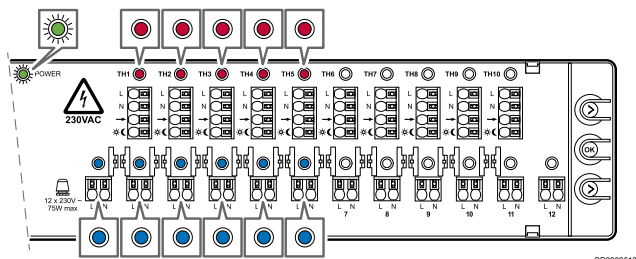 POWER
TH1 TH2 TH3 TH4 TH5 TH6 TH7 TH8 TH9 TH10
L L L L L L L L L L
N N N N N N N N N N
230VAC
OK
12 x 230V ~
75W max
L N L N L N L N L N L N L N L N L N L N L N L N
7 8 9 10 11 12